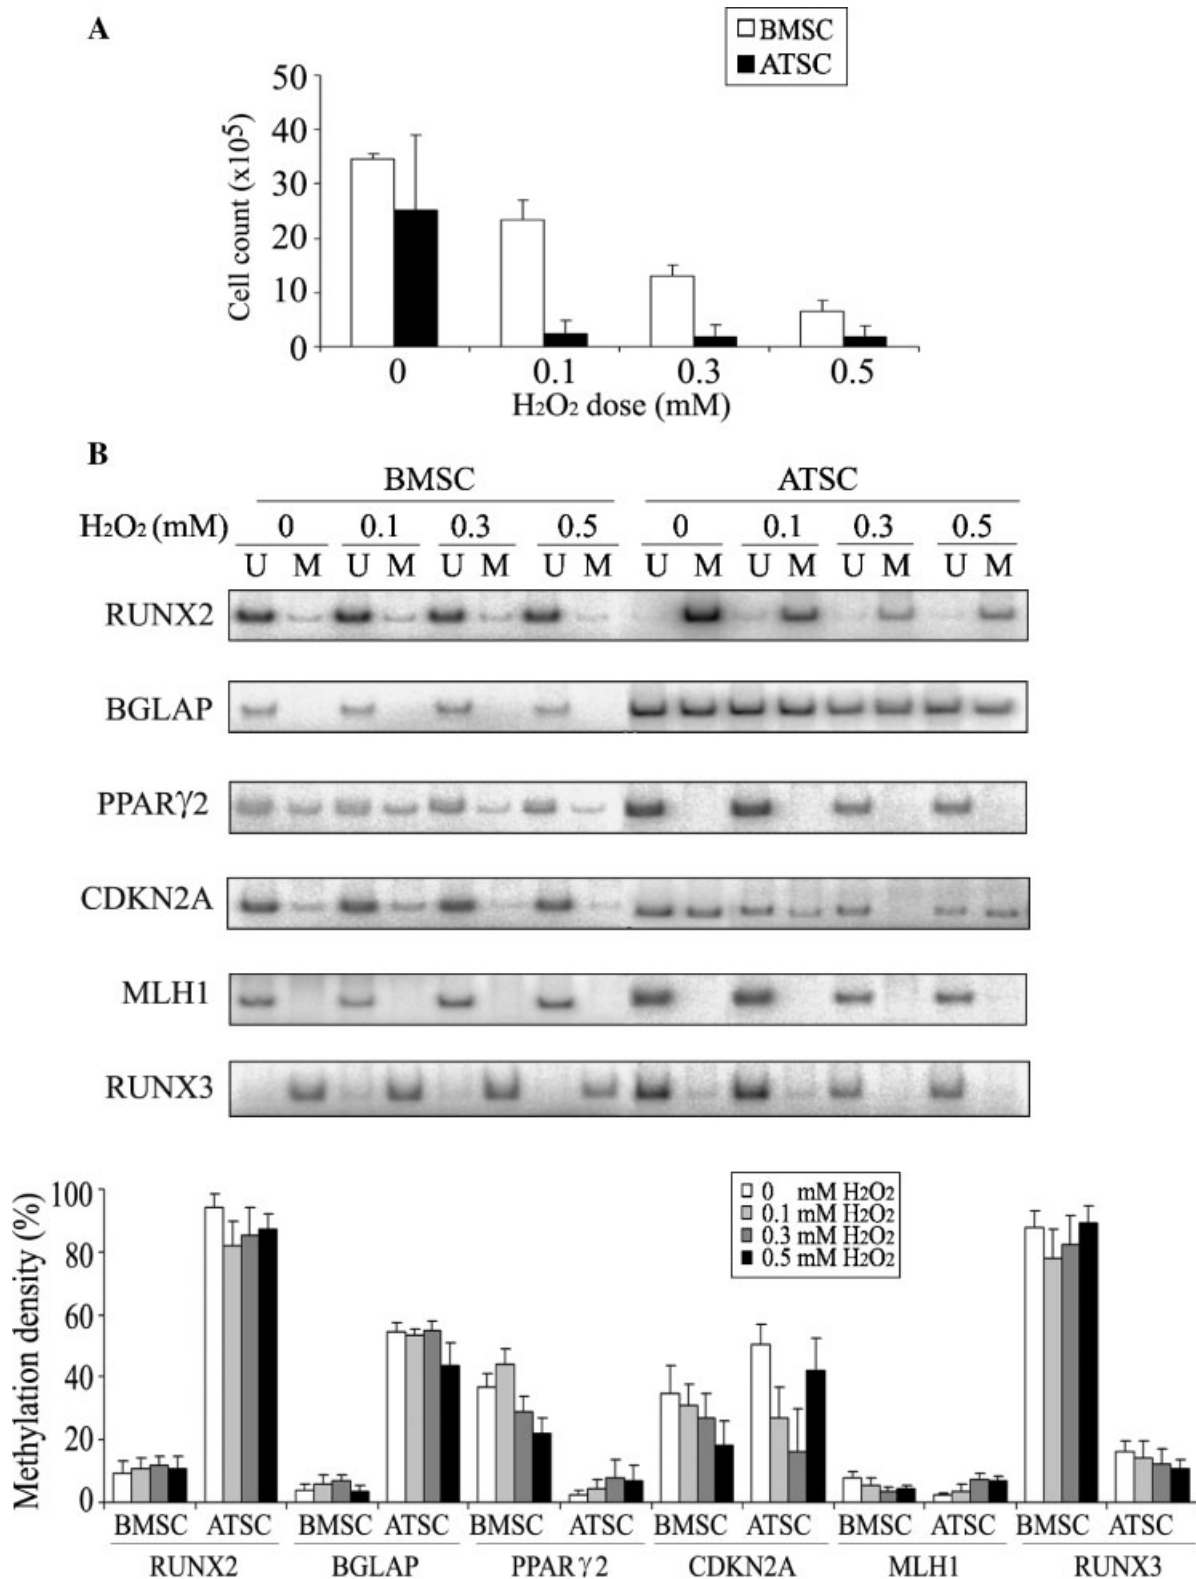 A
BMSC
ATSC
Cell count (x10⁵)
50
40
30
20
10
0
0 0.1 0.3 0.5
H₂O₂ dose (mM)
B
BMSC ATSC
H₂O₂ (mM) 0 0.1 0.3 0.5 0 0.1 0.3 0.5
U M U M U M U M U M U M U M U M
RUNX2
BGLAP
PPARγ2
CDKN2A
MLH1
RUNX3
Methylation density (%)
100
80
60
40
20
0
0 mM H₂O₂
0.1 mM H₂O₂
0.3 mM H₂O₂
0.5 mM H₂O₂
BMSC ATSC BMSC ATSC BMSC ATSC BMSC ATSC BMSC ATSC BMSC ATSC
RUNX2 BGLAP PPARγ2 CDKN2A MLH1 RUNX3